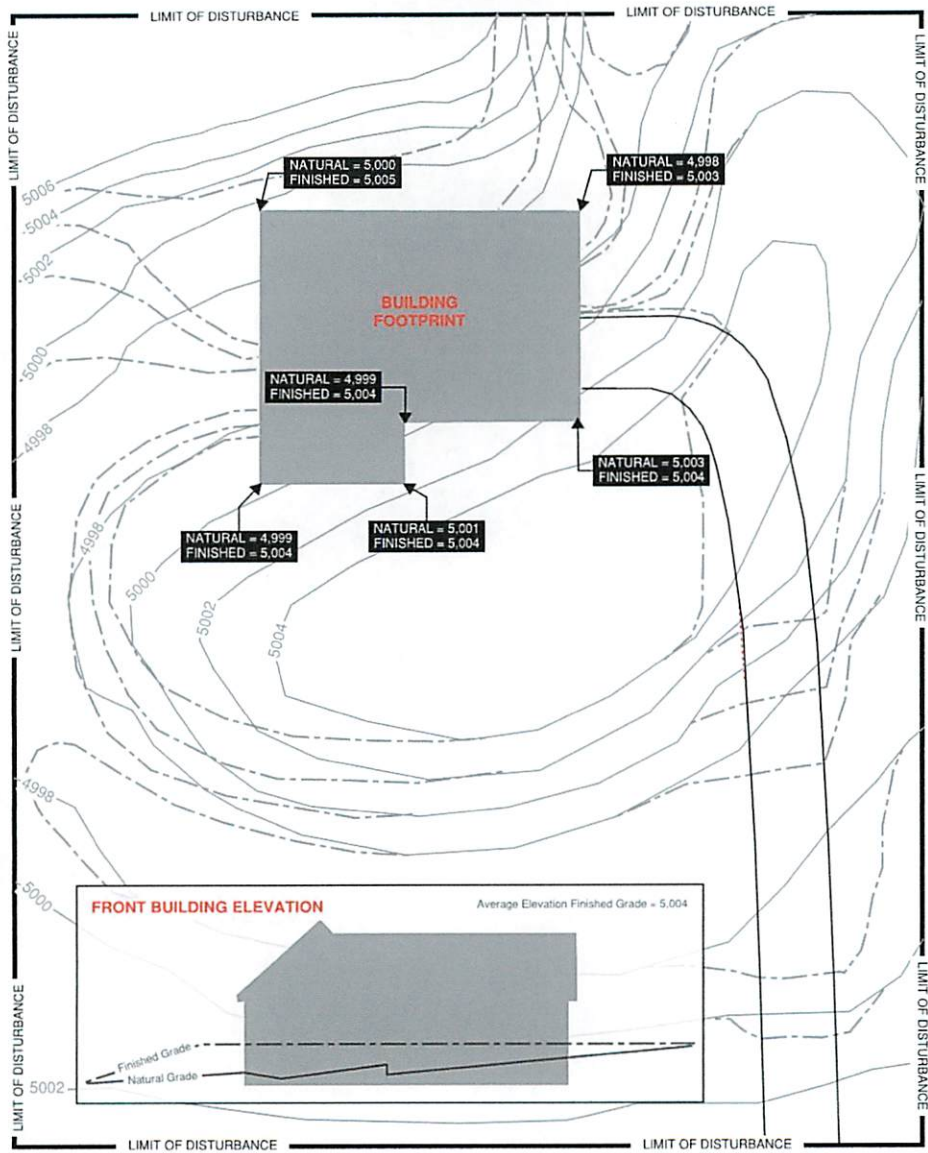 LIMIT OF DISTURBANCE
LIMIT OF DISTURBANCE
LIMIT OF DISTURBANCE
LIMIT OF DISTURBANCE
NATURAL = 5,000
FINISHED = 5,005
NATURAL = 4,998
FINISHED = 5,003
5006
5004
5002
5000
4998
BUILDING
FOOTPRINT
NATURAL = 4,999
FINISHED = 5,004
NATURAL = 5,003
FINISHED = 5,004
NATURAL = 4,999
FINISHED = 5,004
NATURAL = 5,001
FINISHED = 5,004
4998
5000
5002
5004
LIMIT OF DISTURBANCE
LIMIT OF DISTURBANCE
4998
5000
FRONT BUILDING ELEVATION
Average Elevation Finished Grade = 5,004
Finished Grade
Natural Grade
5002
LIMIT OF DISTURBANCE
LIMIT OF DISTURBANCE
LIMIT OF DISTURBANCE
LIMIT OF DISTURBANCE